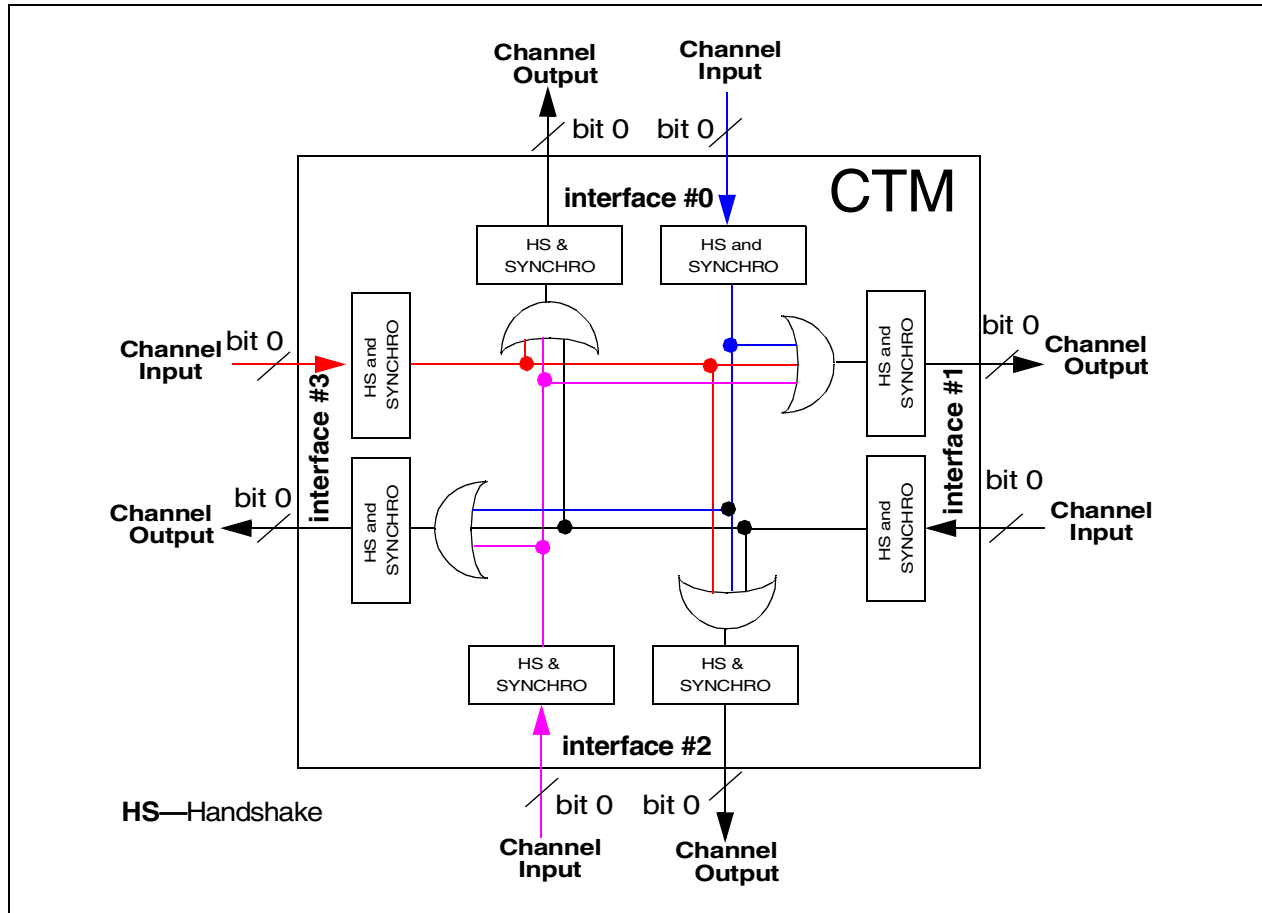 Channel
Output
Channel
Input
bit 0
bit 0
CTM
interface #0
HS &
SYNCHRO
HS and
SYNCHRO
bit 0
Channel
Input
HS and
SYNCHRO
interface #3
HS and
SYNCHRO
bit 0
Channel
Output
interface #1
bit 0
Channel
Output
HS and
SYNCHRO
HS and
SYNCHRO
bit 0
Channel
Input
HS &
SYNCHRO
HS &
SYNCHRO
interface #2
bit 0
bit 0
HS—Handshake
Channel
Input
Channel
Output